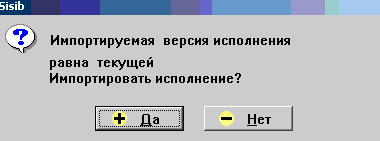 Sisib
Импортируемая версия исполнения
равна текущей
Импортировать исполнение?
Да
Нет